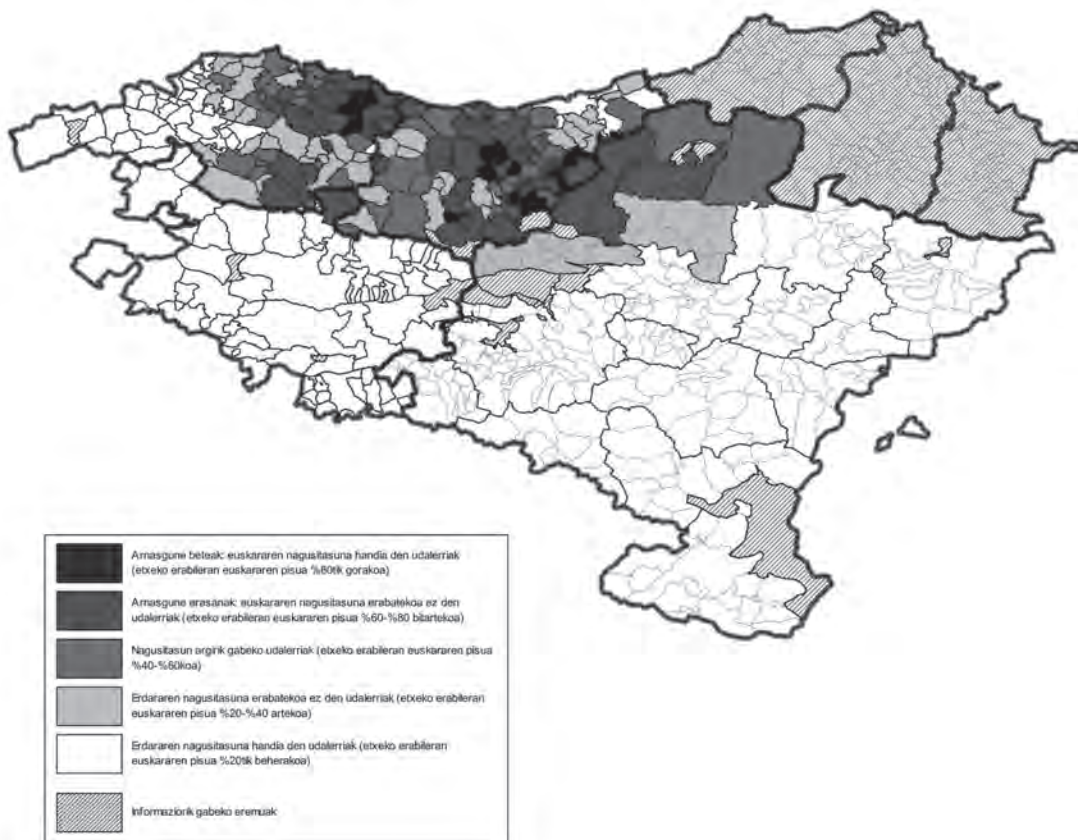 Arnasgune beteak: euskararen nagusitasuna handia den udalerriak
(etxeko erabileran euskararen pisua %80tik gorakoa)
Arnasgune erasanak: euskararen nagusitasuna erabatekoa ez den
udalerriak (etxeko erabileran euskararen pisua %60-%80 bitartekoa)
Nagusitasun argirik gabeko udalerriak (etxeko erabileran euskararen pisua
%40-%60koa)
Erdararen nagusitasuna erabatekoa ez den udalerriak (etxeko erabileran
euskararen pisua %20-%40 artekoa)
Erdararen nagusitasuna handia den udalerriak (etxeko erabileran
euskararen pisua %20tik beherakoa)
Informaziorik gabeko eremuak